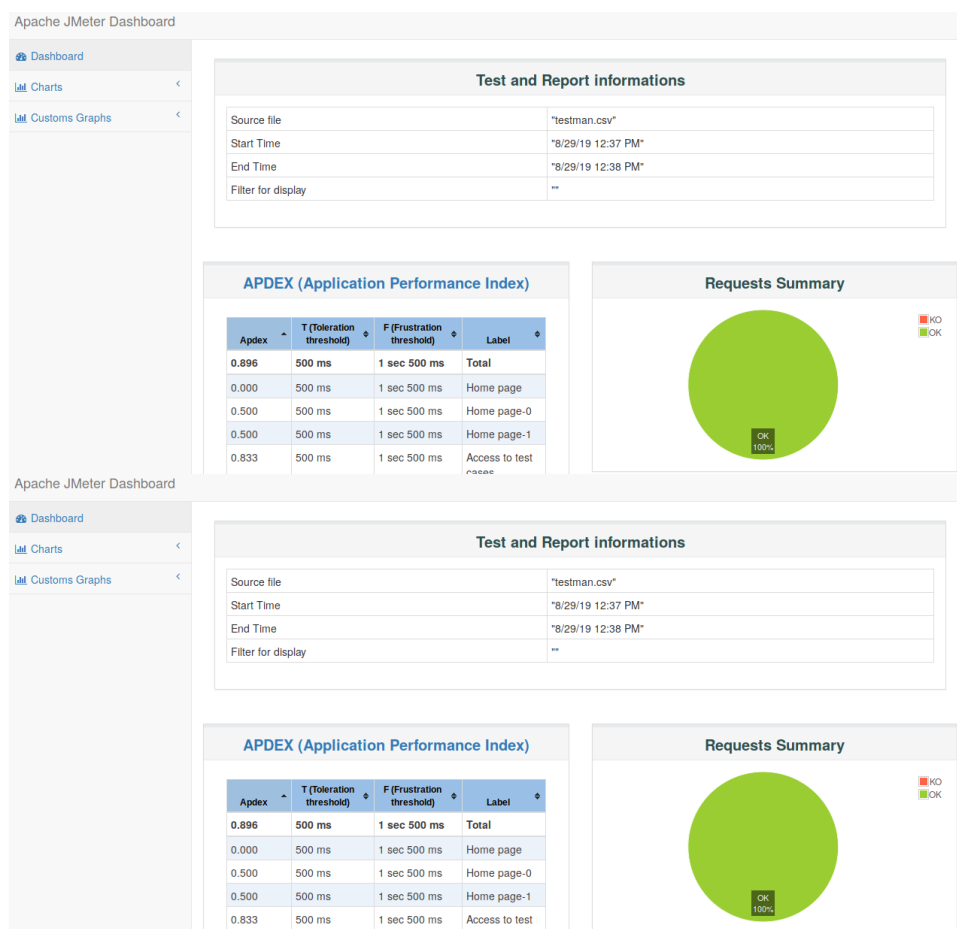 Apache JMeter Dashboard
Dashboard
Charts
Customs Graphs
Test and Report informations
Source file "testman.csv"
Start Time "8/29/19 12:37 PM"
End Time "8/29/19 12:38 PM"
Filter for display ""
APDEX (Application Performance Index)
Apdex T (Toleration threshold) F (Frustration threshold) Label
0.896 500 ms 1 sec 500 ms Total
0.000 500 ms 1 sec 500 ms Home page
0.500 500 ms 1 sec 500 ms Home page-0
0.500 500 ms 1 sec 500 ms Home page-1
0.833 500 ms 1 sec 500 ms Access to test
cases
Requests Summary
KO
OK
OK
100%
Apache JMeter Dashboard
Dashboard
Charts
Customs Graphs
Test and Report informations
Source file "testman.csv"
Start Time "8/29/19 12:37 PM"
End Time "8/29/19 12:38 PM"
Filter for display ""
APDEX (Application Performance Index)
Apdex T (Toleration threshold) F (Frustration threshold) Label
0.896 500 ms 1 sec 500 ms Total
0.000 500 ms 1 sec 500 ms Home page
0.500 500 ms 1 sec 500 ms Home page-0
0.500 500 ms 1 sec 500 ms Home page-1
0.833 500 ms 1 sec 500 ms Access to test
Requests Summary
KO
OK
OK
100%